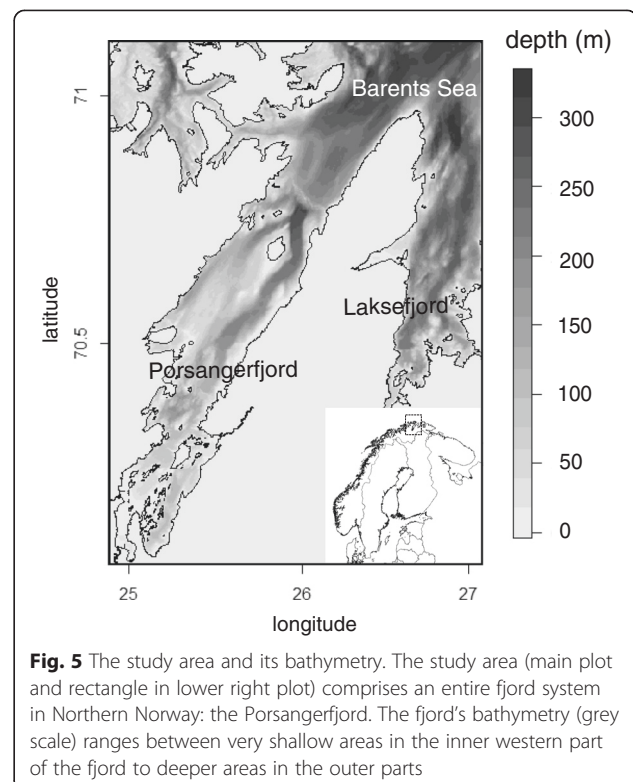 depth (m)
71
Barents Sea
300
250
200
latitude
Laksefjord
70.5
150
Porsangerfjord
100
50
0
25
26
27
longitude
Fig. 5 The study area and its bathymetry. The study area (main plot
and rectangle in lower right plot) comprises an entire fjord system
in Northern Norway: the Porsangerfjord. The fjord's bathymetry (grey
scale) ranges between very shallow areas in the inner western part
of the fjord to deeper areas in the outer parts